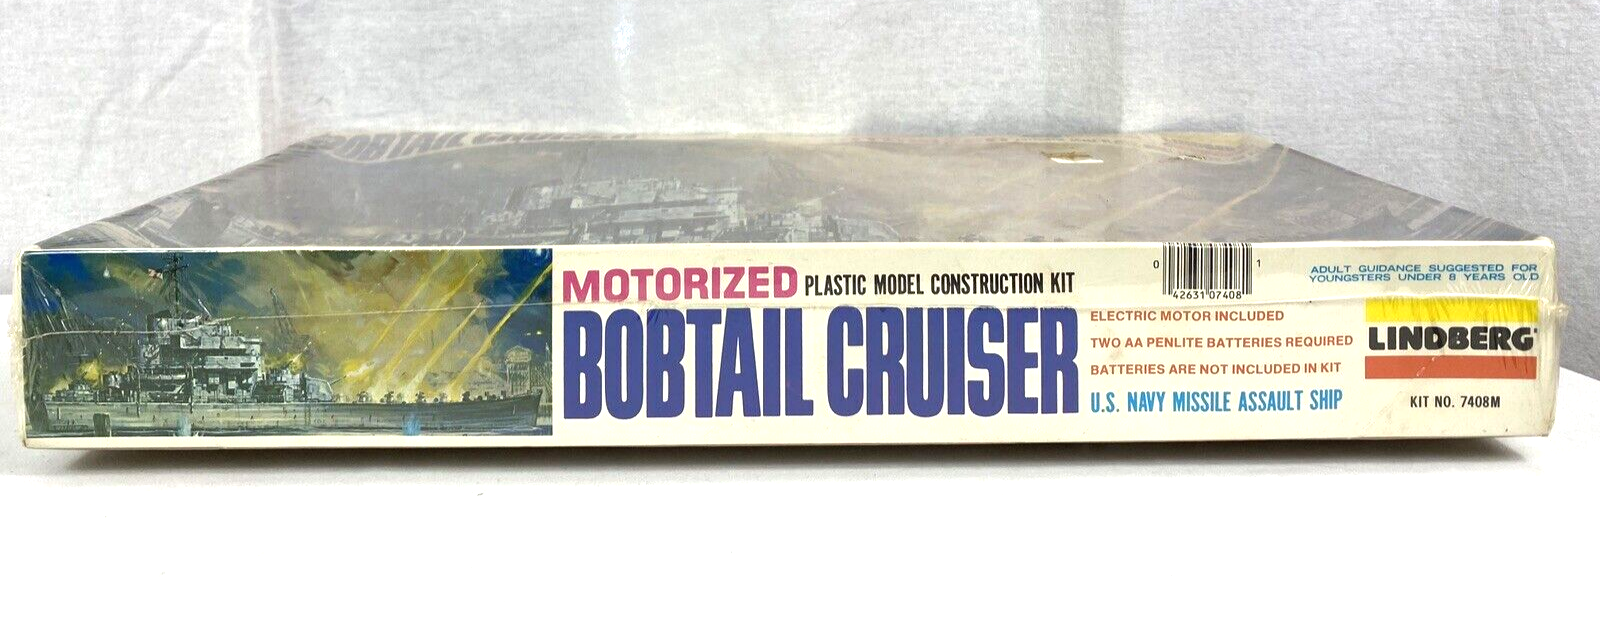 BOBTAIL CRUISER
MOTORIZED PLASTIC MODEL CONSTRUCTION KIT
BOBTAIL CRUISER
0 42631 07408 1
ELECTRIC MOTOR INCLUDED
TWO AA PENLITE BATTERIES REQUIRED
BATTERIES ARE NOT INCLUDED IN KIT
U.S. NAVY MISSILE ASSAULT SHIP
ADULT GUIDANCE SUGGESTED FOR
YOUNGSTERS UNDER 8 YEARS OLD
LINDBERG
KIT NO. 7408M